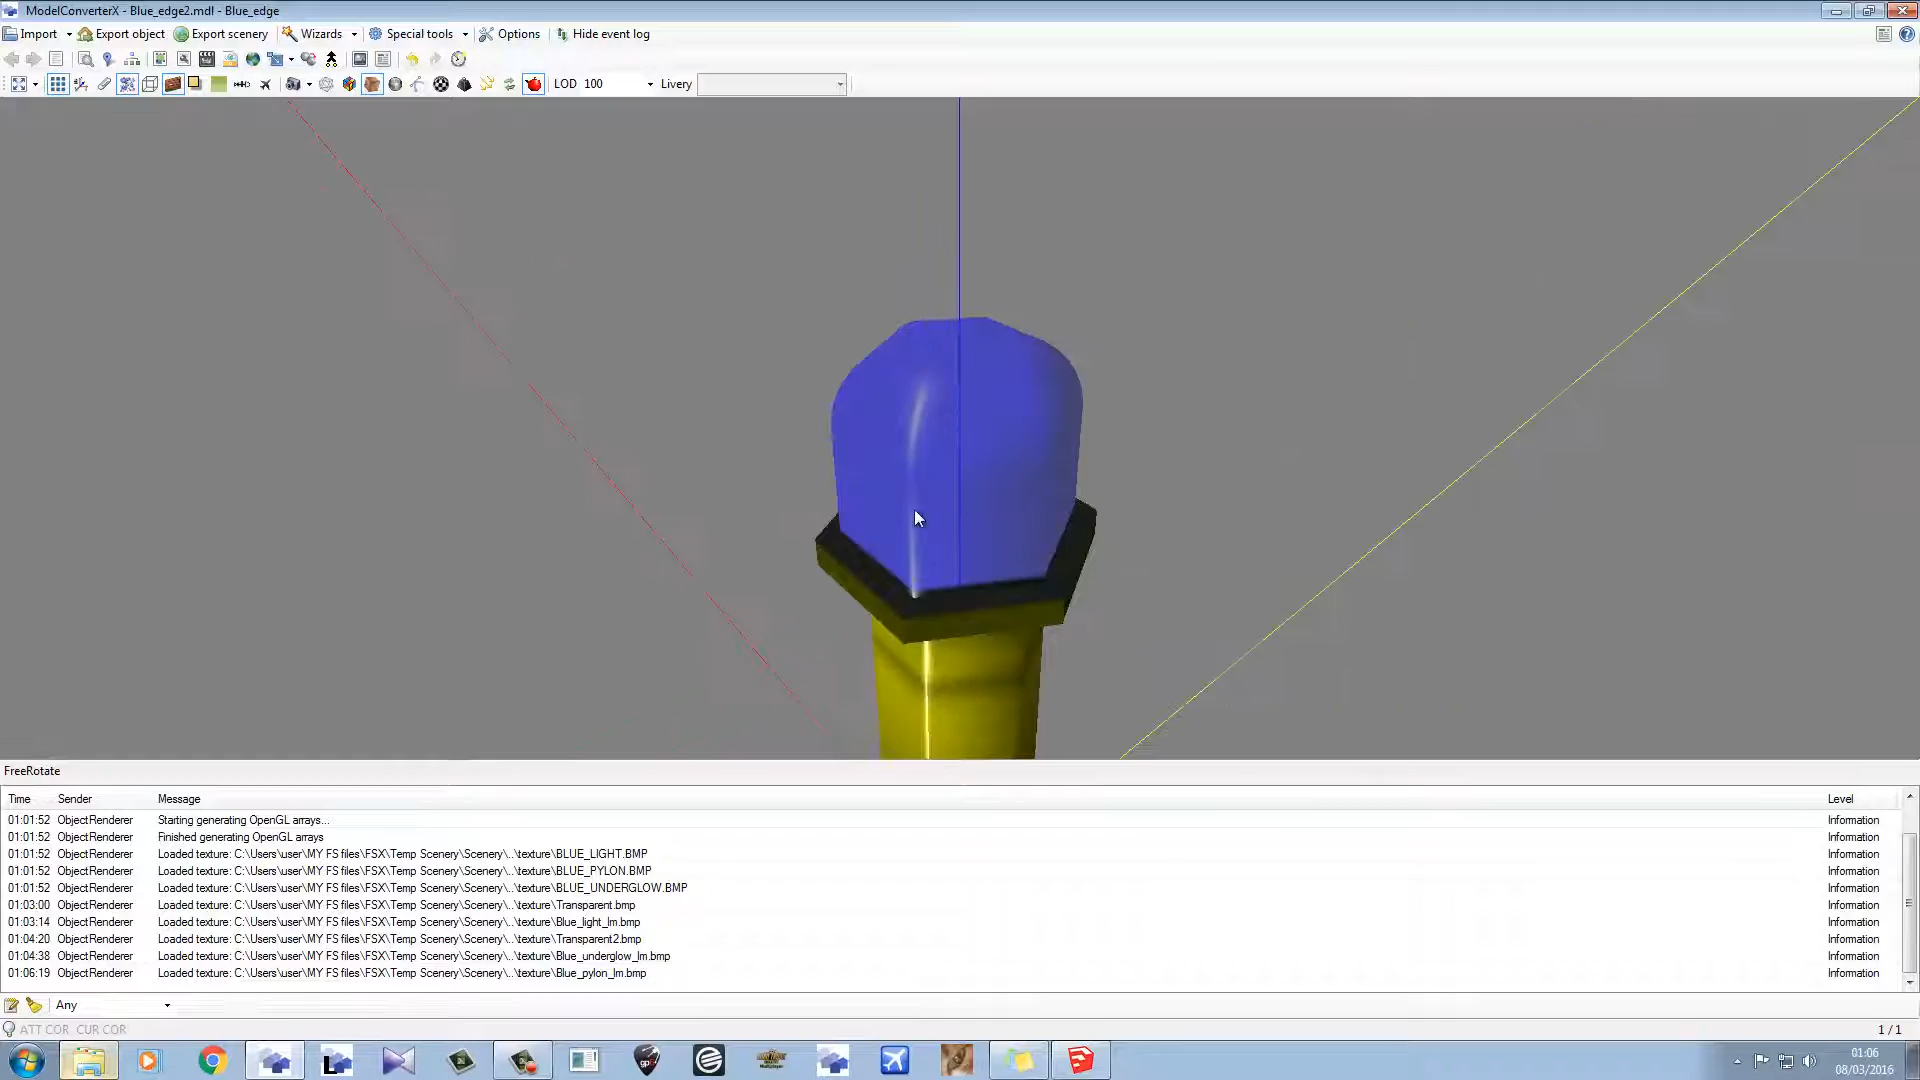 ModelConverterX - Blue_edge2.mdl - Blue_edge
Import Export object Export scenery Wizards Special tools Options Hide event log
LOD 100 Livery
FreeRotate
Time Sender Message Level
01:01:52 ObjectRenderer Starting generating OpenGL arrays... Information
01:01:52 ObjectRenderer Finished generating OpenGL arrays Information
01:01:52 ObjectRenderer Loaded texture: C:\Users\user\MY FS files\FSX\Temp Scenery\Scenery\..\texture\BLUE_LIGHT.BMP Information
01:01:52 ObjectRenderer Loaded texture: C:\Users\user\MY FS files\FSX\Temp Scenery\Scenery\..\texture\BLUE_PYLON.BMP Information
01:01:52 ObjectRenderer Loaded texture: C:\Users\user\MY FS files\FSX\Temp Scenery\Scenery\..\texture\BLUE_UNDERGLOW.BMP Information
01:03:00 ObjectRenderer Loaded texture: C:\Users\user\MY FS files\FSX\Temp Scenery\Scenery\..\texture\Transparent.bmp Information
01:03:14 ObjectRenderer Loaded texture: C:\Users\user\MY FS files\FSX\Temp Scenery\Scenery\..\texture\Blue_light_lm.bmp Information
01:04:20 ObjectRenderer Loaded texture: C:\Users\user\MY FS files\FSX\Temp Scenery\Scenery\..\texture\Transparent2.bmp Information
01:04:38 ObjectRenderer Loaded texture: C:\Users\user\MY FS files\FSX\Temp Scenery\Scenery\..\texture\Blue_underglow_lm.bmp Information
01:06:19 ObjectRenderer Loaded texture: C:\Users\user\MY FS files\FSX\Temp Scenery\Scenery\..\texture\Blue_pylon_lm.bmp Information
Any
ATT COR CUR COR 1 / 1
01:06
08/03/2016